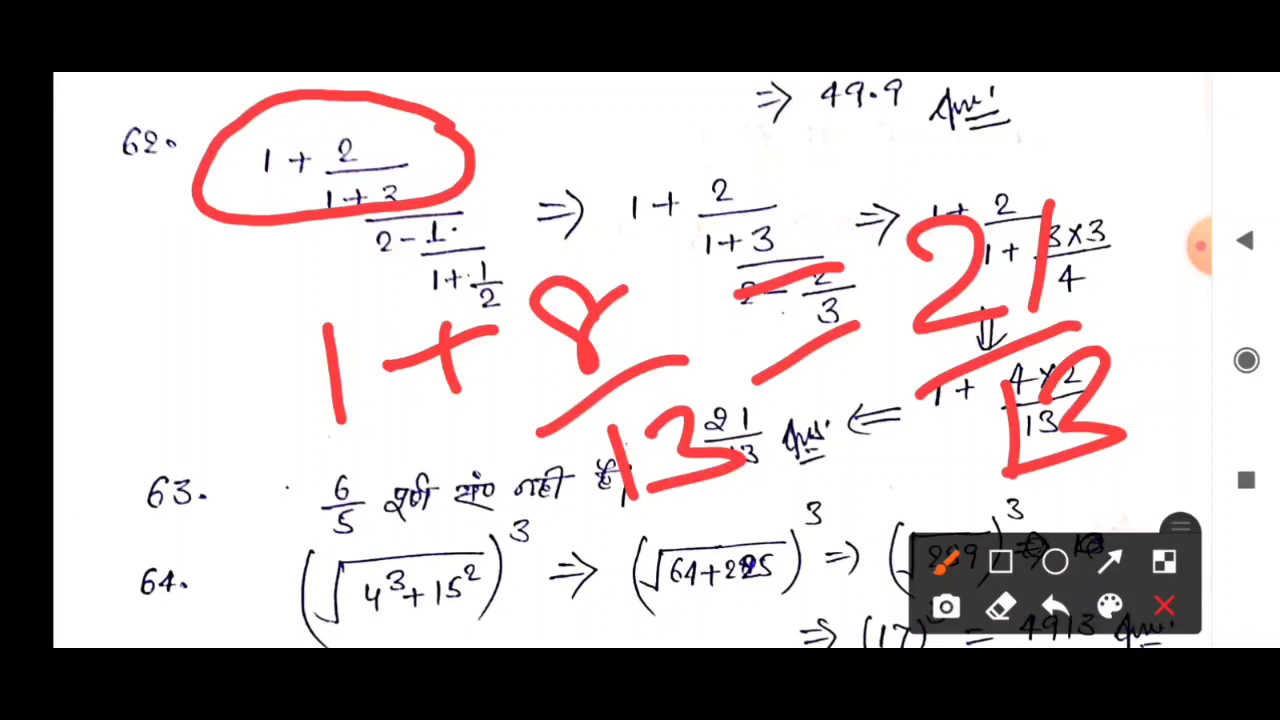 ⇒ 49.9 Ans.
62. 1 + 2/(1 + 3/(2 - 1/(1 + 1/2))) ⇒ 1 + 2/(1 + 3/(2 - 2/3)) ⇒ 1 + 2/(1 + 3×3/4)
⇓
1 + 8/13 = 21/13
21/13 Ans. ⇐ 1 + 4×2/13
63. 6/5 पूर्ण सं० नही है।
64. (√4³+15²)³ ⇒ (√64+225)³ ⇒ (√289)³
⇒ (17)³ = 4913 Ans.